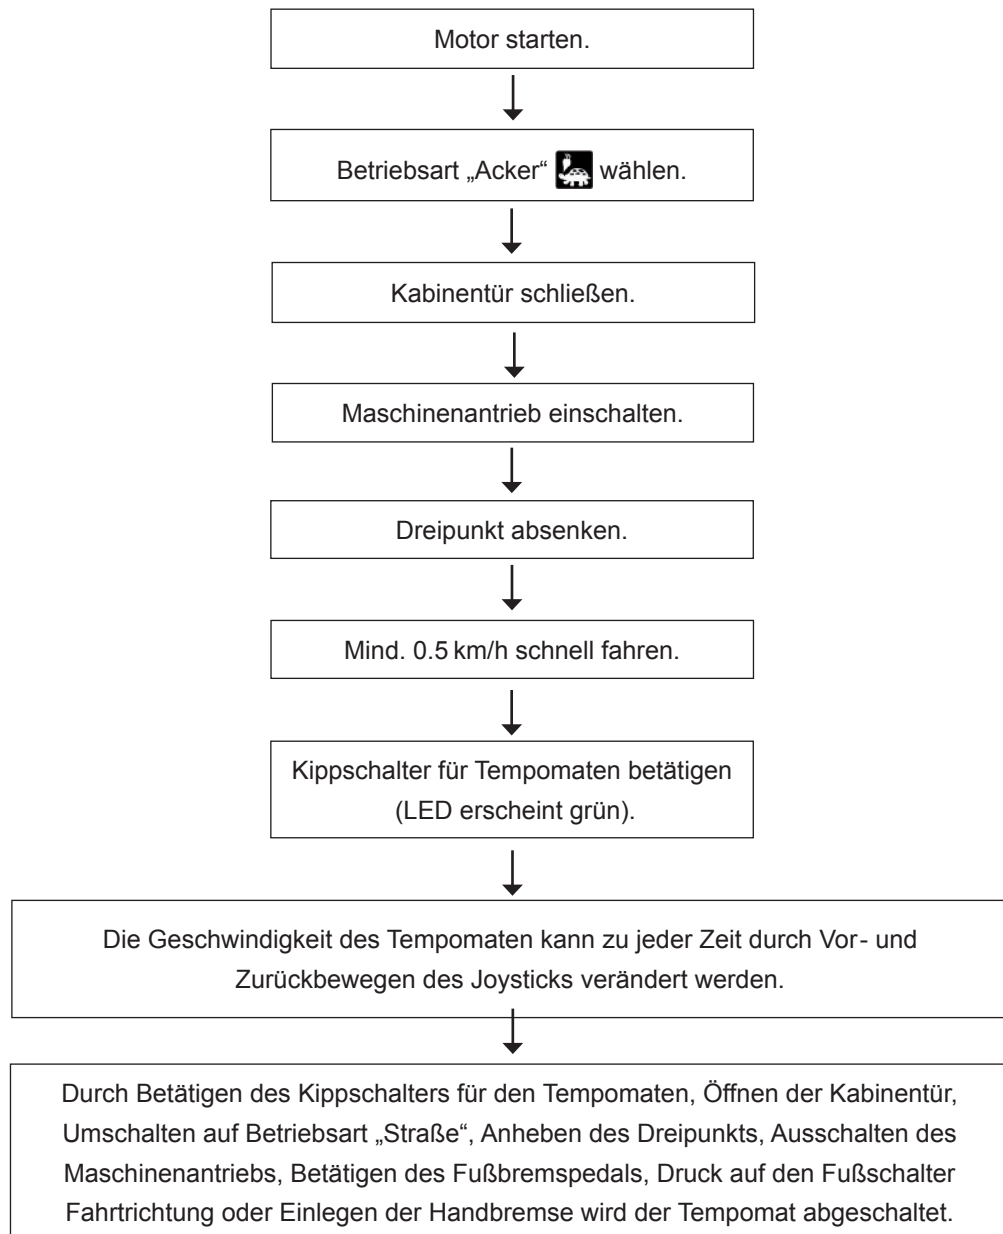 Motor starten.
Betriebsart „Acker“ wählen.
Kabinentür schließen.
Maschinenantrieb einschalten.
Dreipunkt absenken.
Mind. 0.5 km/h schnell fahren.
Kippschalter für Tempomaten betätigen
(LED erscheint grün).
Die Geschwindigkeit des Tempomaten kann zu jeder Zeit durch Vor- und
Zurückbewegen des Joysticks verändert werden.
Durch Betätigen des Kippschalters für den Tempomaten, Öffnen der Kabinentür,
Umschalten auf Betriebsart „Straße“, Anheben des Dreipunkts, Ausschalten des
Maschinenantriebs, Betätigen des Fußbremspedals, Druck auf den Fußschalter
Fahrtrichtung oder Einlegen der Handbremse wird der Tempomat abgeschaltet.